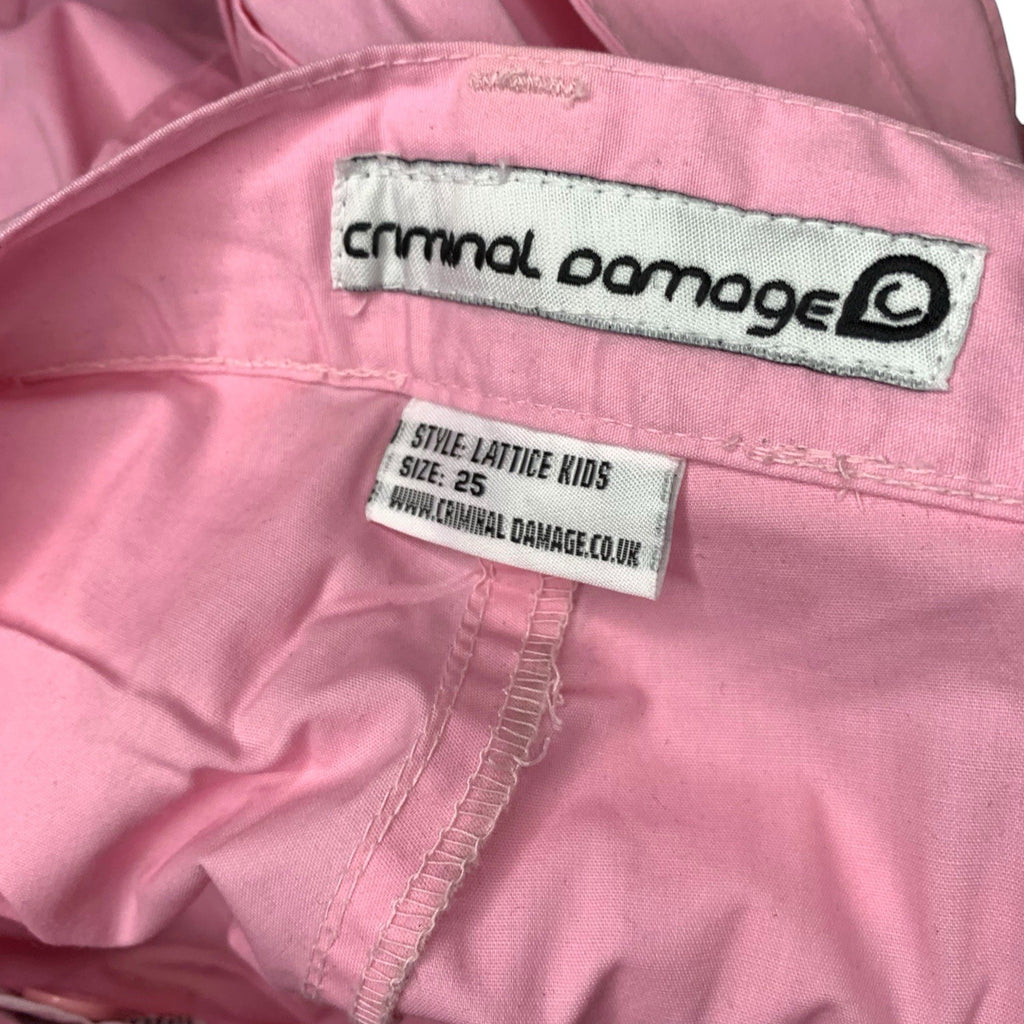 criminal Damage
STYLE: LATTICE KIDS
SIZE: 25
WWW.CRIMINAL DAMAGE.CO.UK